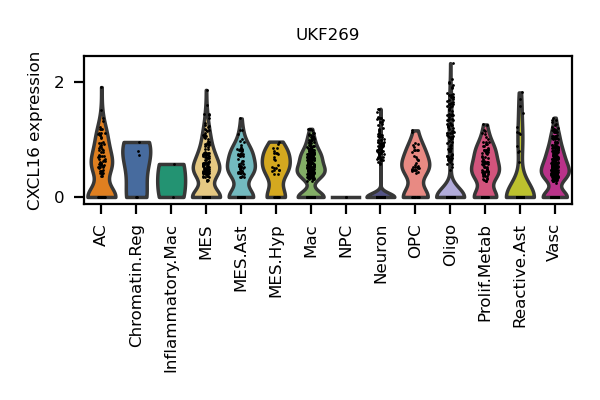 UKF269
CXCL16 expression
2
0
AC
Chromatin.Reg
Inflammatory.Mac
MES
MES.Ast
MES.Hyp
Mac
NPC
Neuron
OPC
Oligo
Prolif.Metab
Reactive.Ast
Vasc